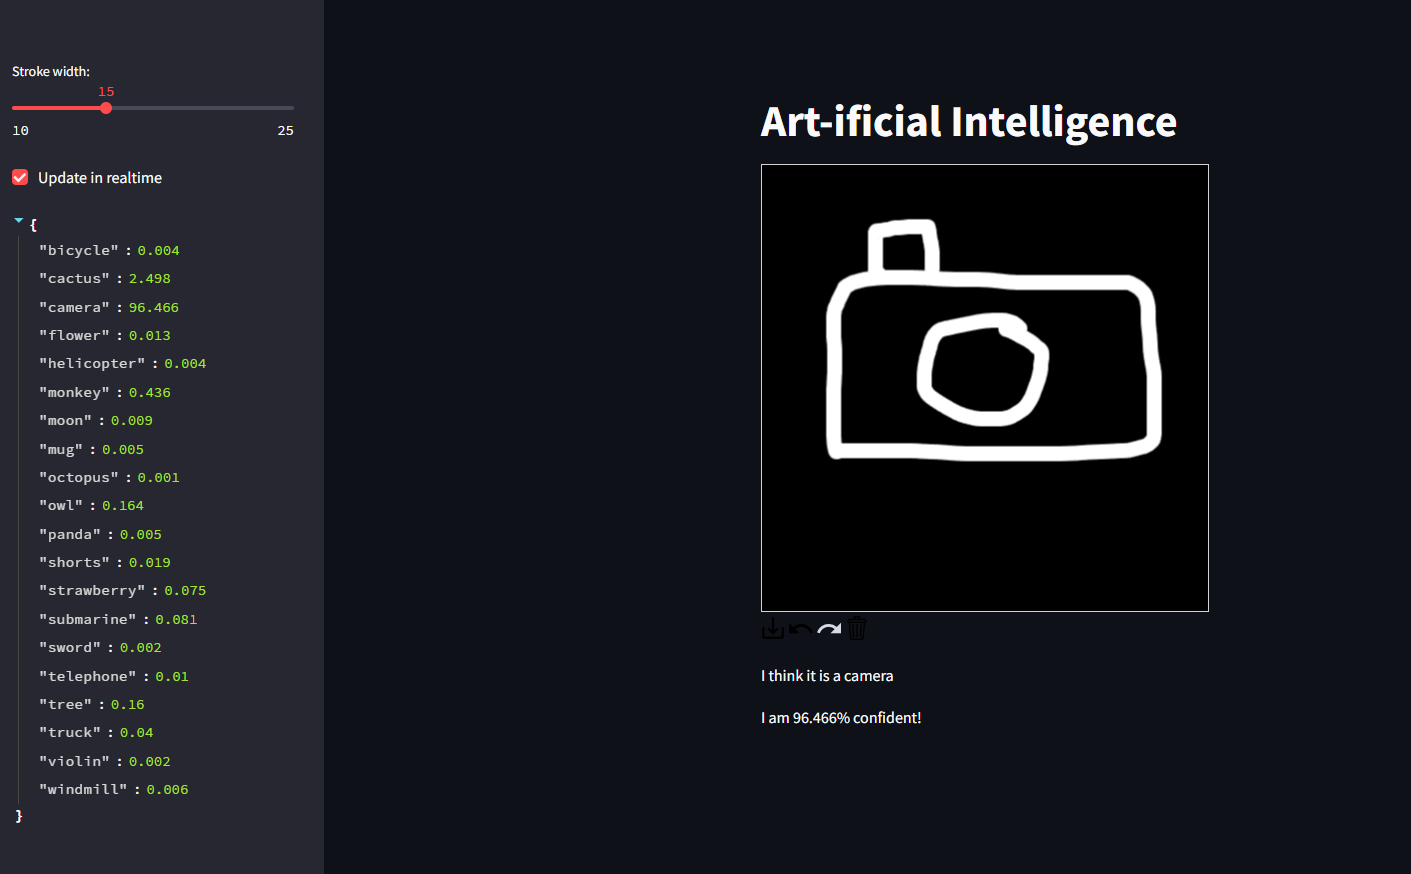 Stroke width:
15
10 25
Update in realtime
{
"bicycle" : 0.004
"cactus" : 2.498
"camera" : 96.466
"flower" : 0.013
"helicopter" : 0.004
"monkey" : 0.436
"moon" : 0.009
"mug" : 0.005
"octopus" : 0.001
"owl" : 0.164
"panda" : 0.005
"shorts" : 0.019
"strawberry" : 0.075
"submarine" : 0.081
"sword" : 0.002
"telephone" : 0.01
"tree" : 0.16
"truck" : 0.04
"violin" : 0.002
"windmill" : 0.006
}
Art-ificial Intelligence
I think it is a camera
I am 96.466% confident!